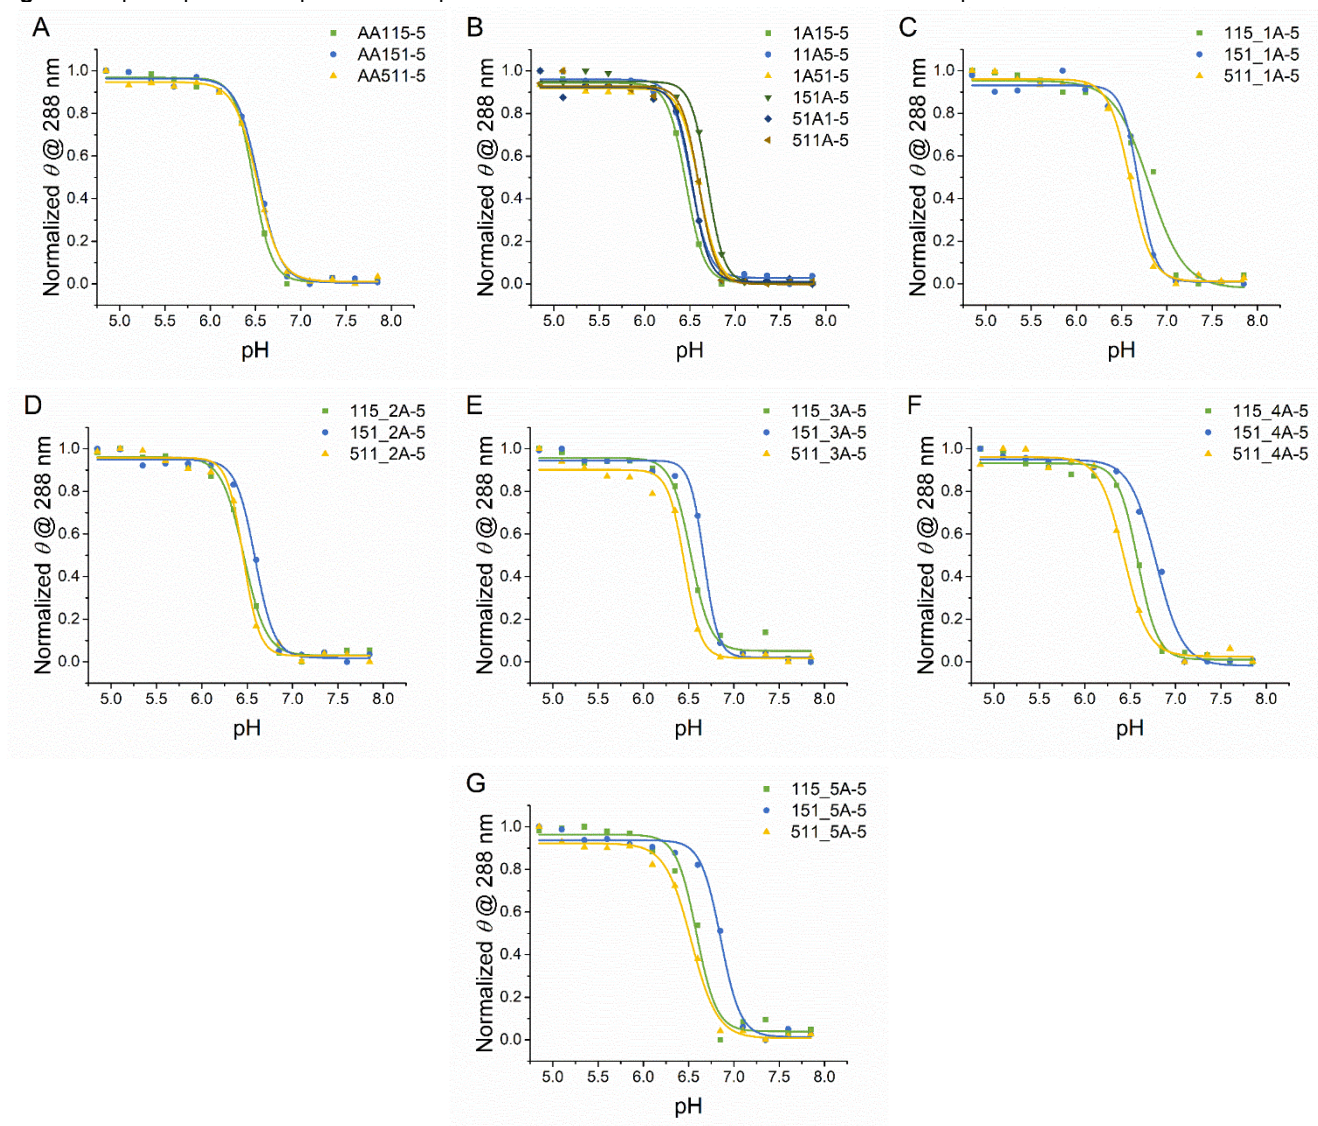 A
AA115-5
AA151-5
AA511-5
Normalized θ @ 288 nm
1.0
0.8
0.6
0.4
0.2
0.0
5.0 5.5 6.0 6.5 7.0 7.5 8.0
pH
B
1A15-5
11A5-5
1A51-5
151A-5
51A1-5
511A-5
Normalized θ @ 288 nm
1.0
0.8
0.6
0.4
0.2
0.0
5.0 5.5 6.0 6.5 7.0 7.5 8.0
pH
C
115_1A-5
151_1A-5
511_1A-5
Normalized θ @ 288 nm
1.0
0.8
0.6
0.4
0.2
0.0
5.0 5.5 6.0 6.5 7.0 7.5 8.0
pH
D
115_2A-5
151_2A-5
511_2A-5
Normalized θ @ 288 nm
1.0
0.8
0.6
0.4
0.2
0.0
5.0 5.5 6.0 6.5 7.0 7.5 8.0
pH
E
115_3A-5
151_3A-5
511_3A-5
Normalized θ @ 288 nm
1.0
0.8
0.6
0.4
0.2
0.0
5.0 5.5 6.0 6.5 7.0 7.5 8.0
pH
F
115_4A-5
151_4A-5
511_4A-5
Normalized θ @ 288 nm
1.0
0.8
0.6
0.4
0.2
0.0
5.0 5.5 6.0 6.5 7.0 7.5 8.0
pH
G
115_5A-5
151_5A-5
511_5A-5
Normalized θ @ 288 nm
1.0
0.8
0.6
0.4
0.2
0.0
5.0 5.5 6.0 6.5 7.0 7.5 8.0
pH